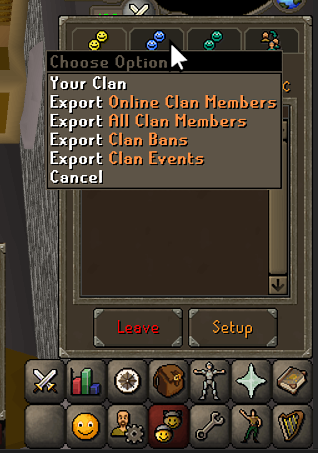 Choose Option
Your Clan
Export Online Clan Members
Export All Clan Members
Export Clan Bans
Export Clan Events
Cancel
C
Leave
Setup